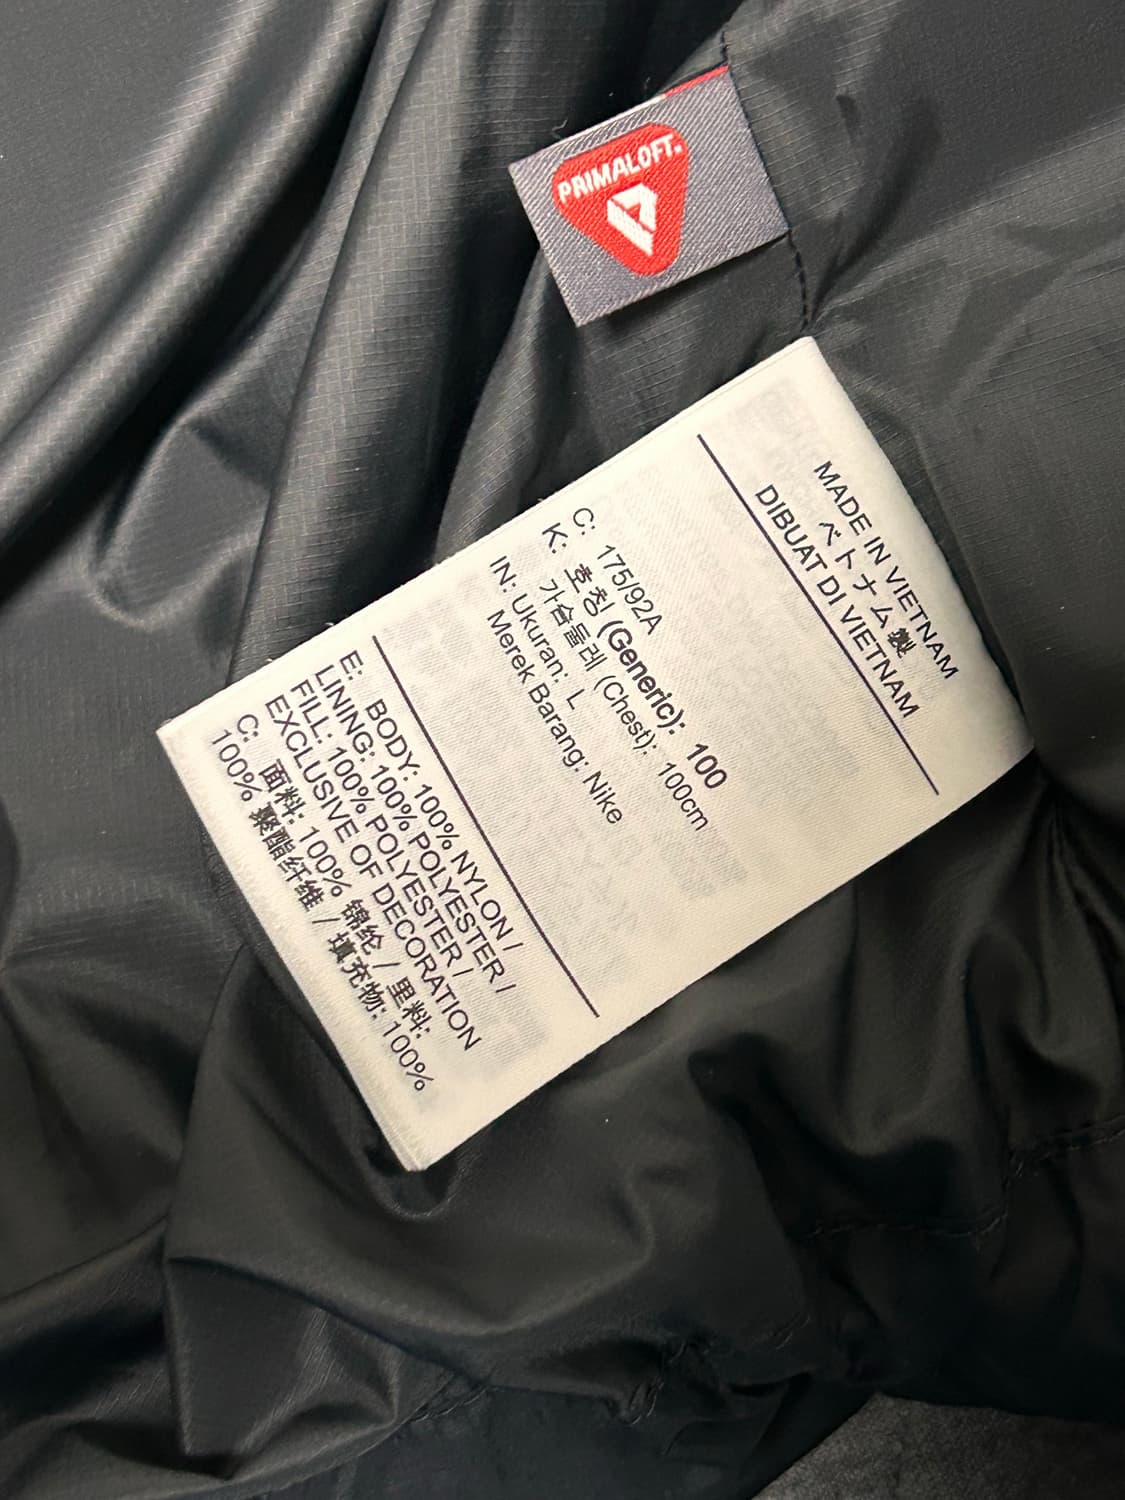 PRIMALOFT.
MADE IN VIETNAM
ベトナム製
DIBUAT DI VIETNAM
C: 175/92A
K: 호칭 (Generic): 100
가슴둘레 (Chest): 100cm
IN: Ukuran: L
Merek Barang: Nike
E: BODY: 100% NYLON /
LINING: 100% POLYESTER /
FILL: 100% POLYESTER /
EXCLUSIVE OF DECORATION
C: 面料: 100% 锦纶 / 里料:
100% 聚酯纤维 / 填充物: 100%